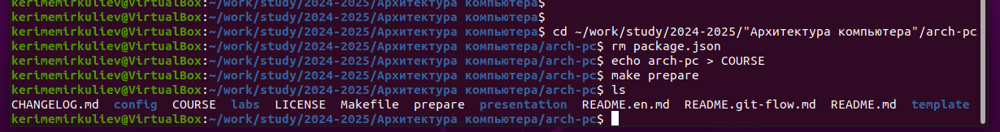 kerimemirkuliev@VirtualBox:~/work/study/2024-2025/Архитектура компьютера$
kerimemirkuliev@VirtualBox:~/work/study/2024-2025/Архитектура компьютера$
kerimemirkuliev@VirtualBox:~/work/study/2024-2025/Архитектура компьютера$ cd ~/work/study/2024-2025/"Архитектура компьютера"/arch-pc
kerimemirkuliev@VirtualBox:~/work/study/2024-2025/Архитектура компьютера/arch-pc$ rm package.json
kerimemirkuliev@VirtualBox:~/work/study/2024-2025/Архитектура компьютера/arch-pc$ echo arch-pc > COURSE
kerimemirkuliev@VirtualBox:~/work/study/2024-2025/Архитектура компьютера/arch-pc$ make prepare
kerimemirkuliev@VirtualBox:~/work/study/2024-2025/Архитектура компьютера/arch-pc$ ls
CHANGELOG.md config COURSE labs LICENSE Makefile prepare presentation README.en.md README.git-flow.md README.md template
kerimemirkuliev@VirtualBox:~/work/study/2024-2025/Архитектура компьютера/arch-pc$